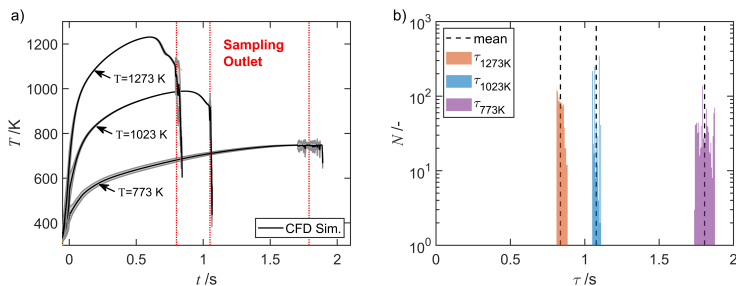 a)
1200
1000
800
600
400
T /K
Sampling
Outlet
T=1273 K
T=1023 K
T=773 K
CFD Sim.
0
0.5
1
1.5
2
t /s
b)
10³
10²
10¹
10⁰
N /-
mean
τ1273K
τ1023K
τ773K
0
0.5
1
1.5
2
τ /s